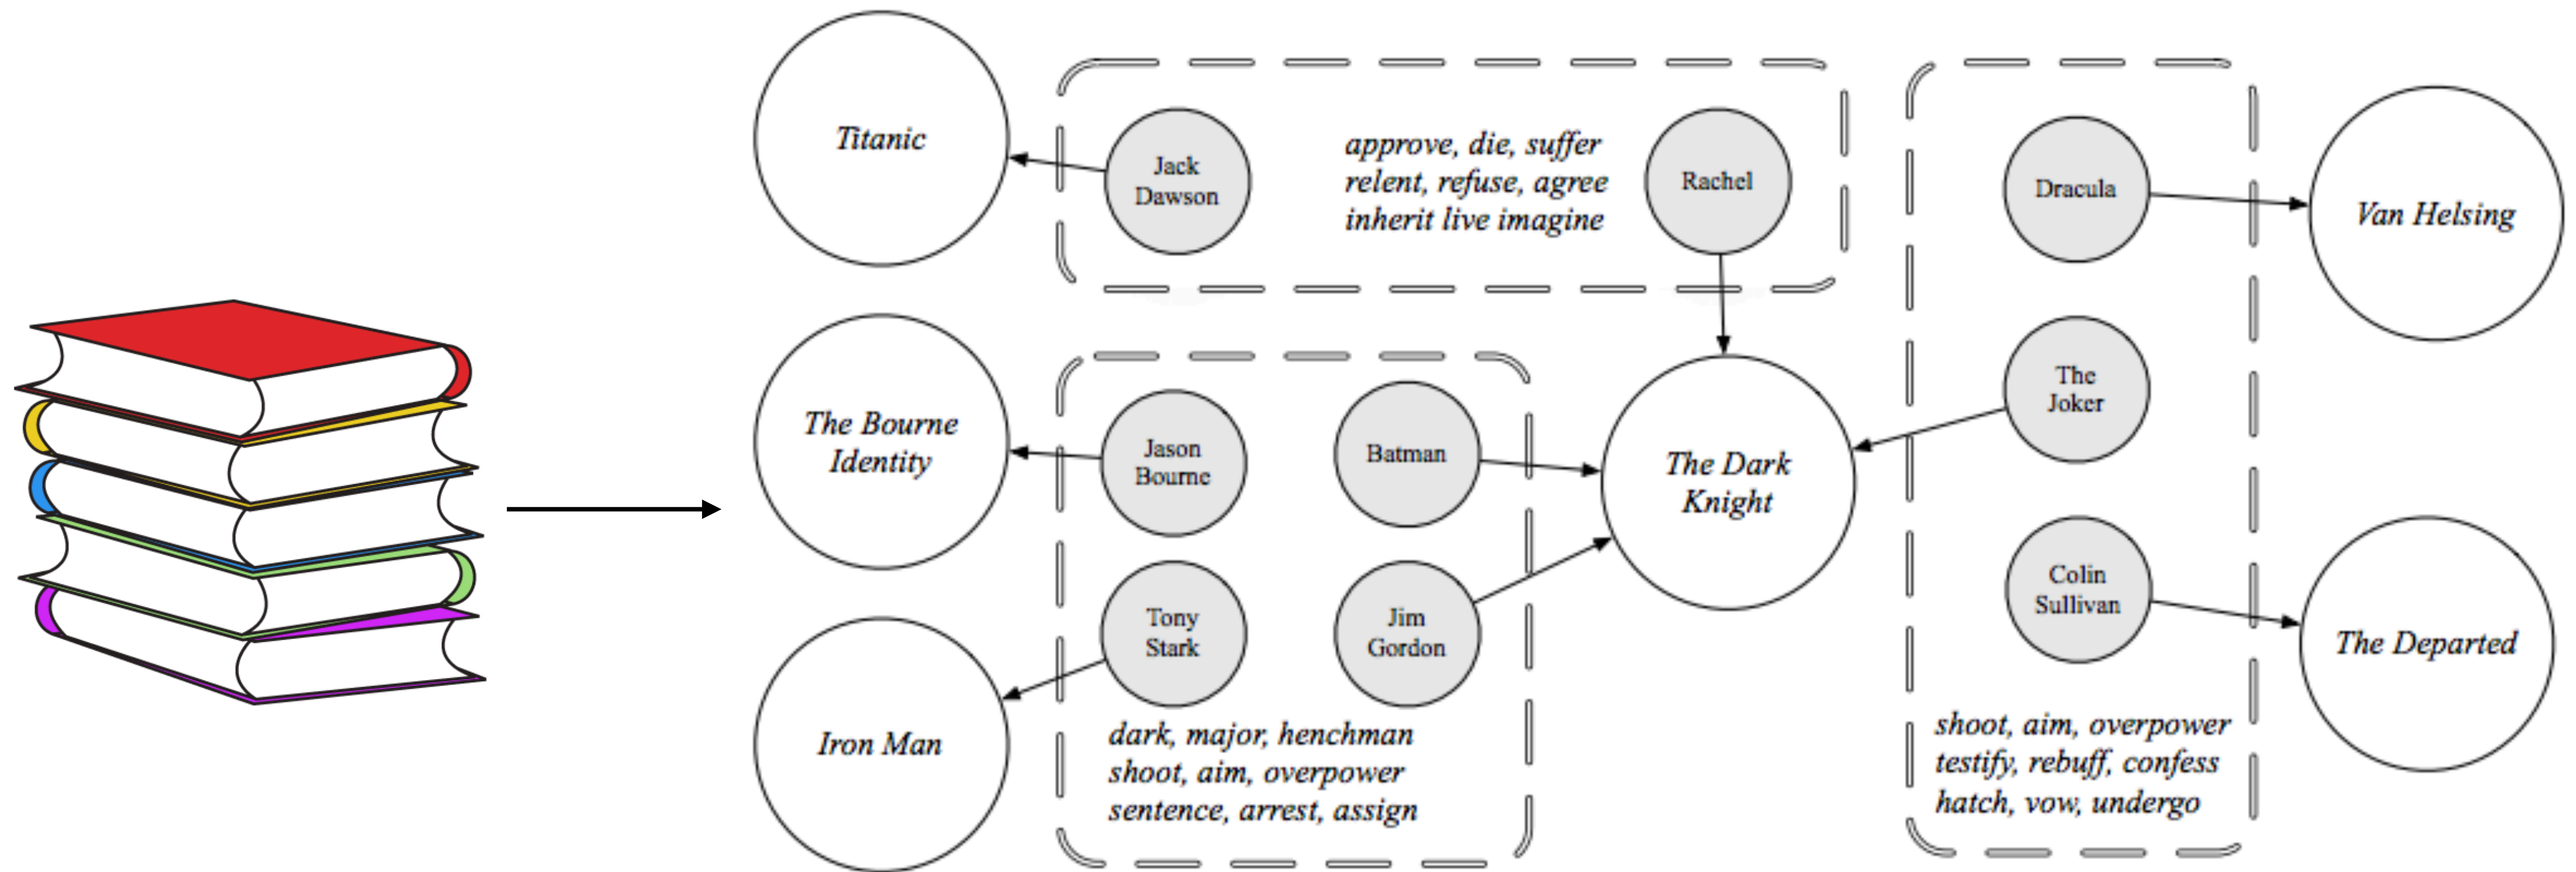 Titanic
Jack
Dawson
approve, die, suffer
relent, refuse, agree
inherit live imagine
Rachel
Dracula
Van Helsing
The Bourne
Identity
Jason
Bourne
Batman
The Dark
Knight
The
Joker
Iron Man
Tony
Stark
Jim
Gordon
dark, major, henchman
shoot, aim, overpower
sentence, arrest, assign
Colin
Sullivan
The Departed
shoot, aim, overpower
testify, rebuff, confess
hatch, vow, undergo